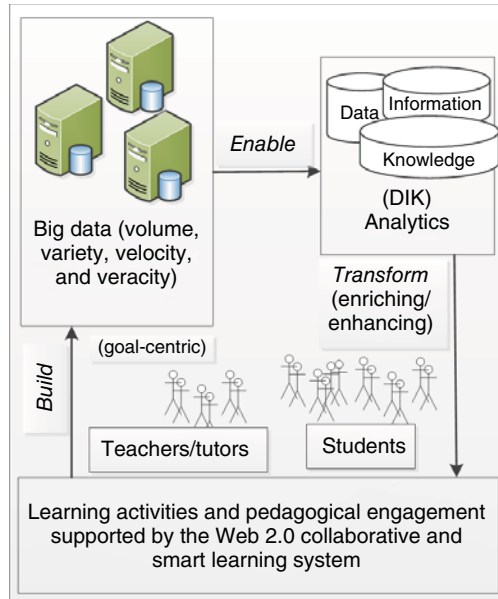 Data
Information
Knowledge
Enable
(DIK)
Analytics
Big data (volume,
variety, velocity,
and veracity)
Transform
(enriching/
enhancing)
(goal-centric)
Build
Teachers/tutors
Students
Learning activities and pedagogical engagement
supported by the Web 2.0 collaborative and
smart learning system